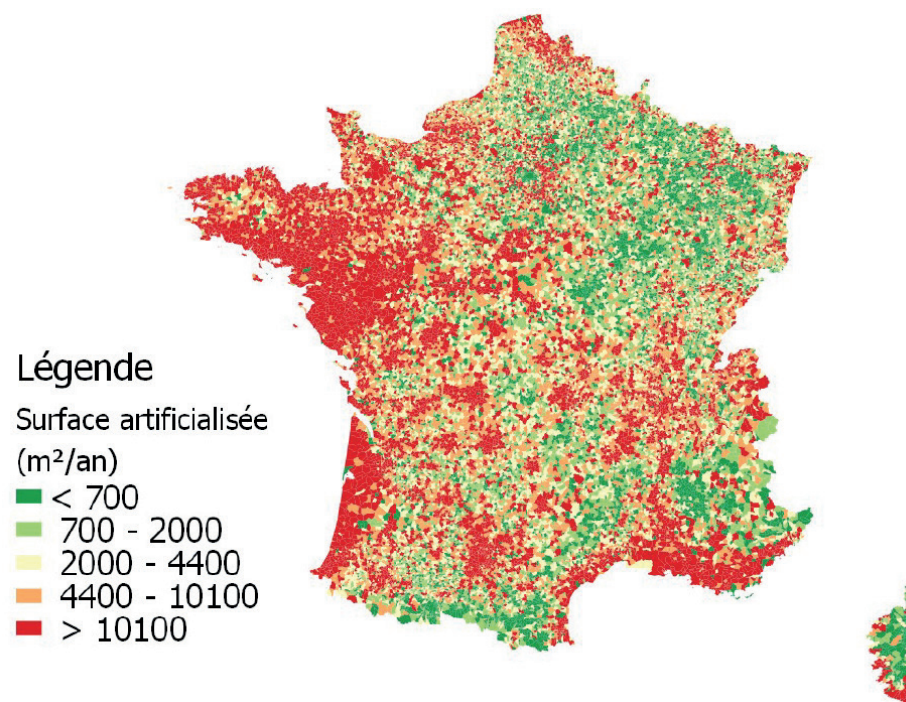 Légende
Surface artificialisée
(m²/an)
< 700
700 - 2000
2000 - 4400
4400 - 10100
> 10100